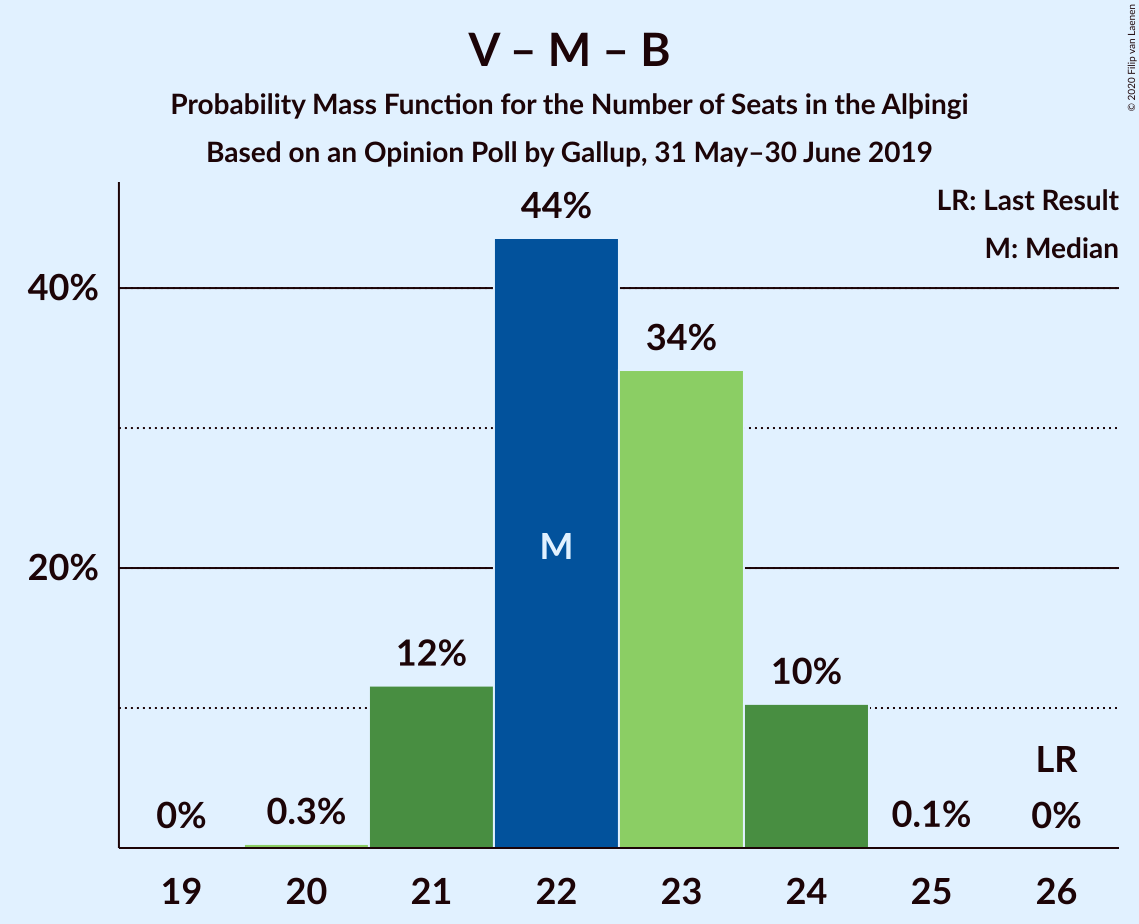 V – M – B
Probability Mass Function for the Number of Seats in the Alþingi
Based on an Opinion Poll by Gallup, 31 May–30 June 2019
© 2020 Filip van Laenen
LR: Last Result
M: Median
44%
40%
34%
M
20%
12%
10%
LR
0%
0.3%
0.1%
0%
19
20
21
22
23
24
25
26